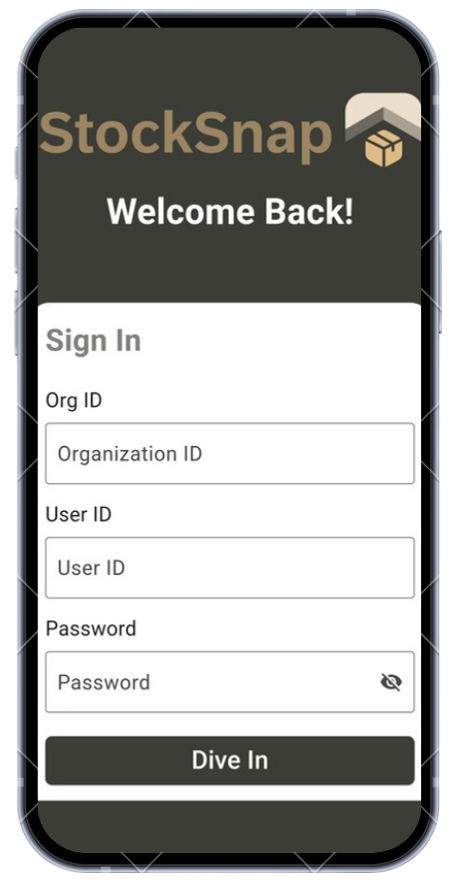 StockSnap
Welcome Back!
Sign In
Org ID
Organization ID
User ID
User ID
Password
Password
Dive In